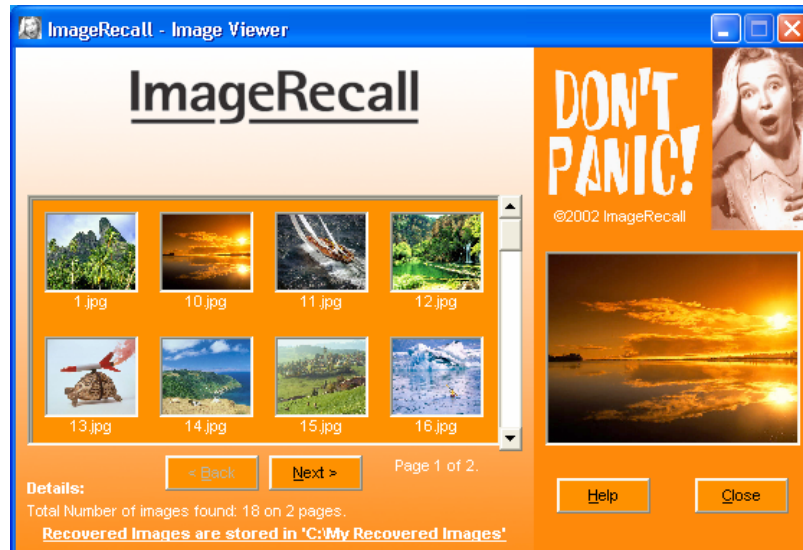 ImageRecall - Image Viewer
ImageRecall
DON'T
PANIC!
©2002 ImageRecall
1.jpg 10.jpg 11.jpg 12.jpg
13.jpg 14.jpg 15.jpg 16.jpg
< Back Next > Page 1 of 2.
Help Close
Details:
Total Number of images found: 18 on 2 pages.
Recovered Images are stored in 'C:\My Recovered Images'